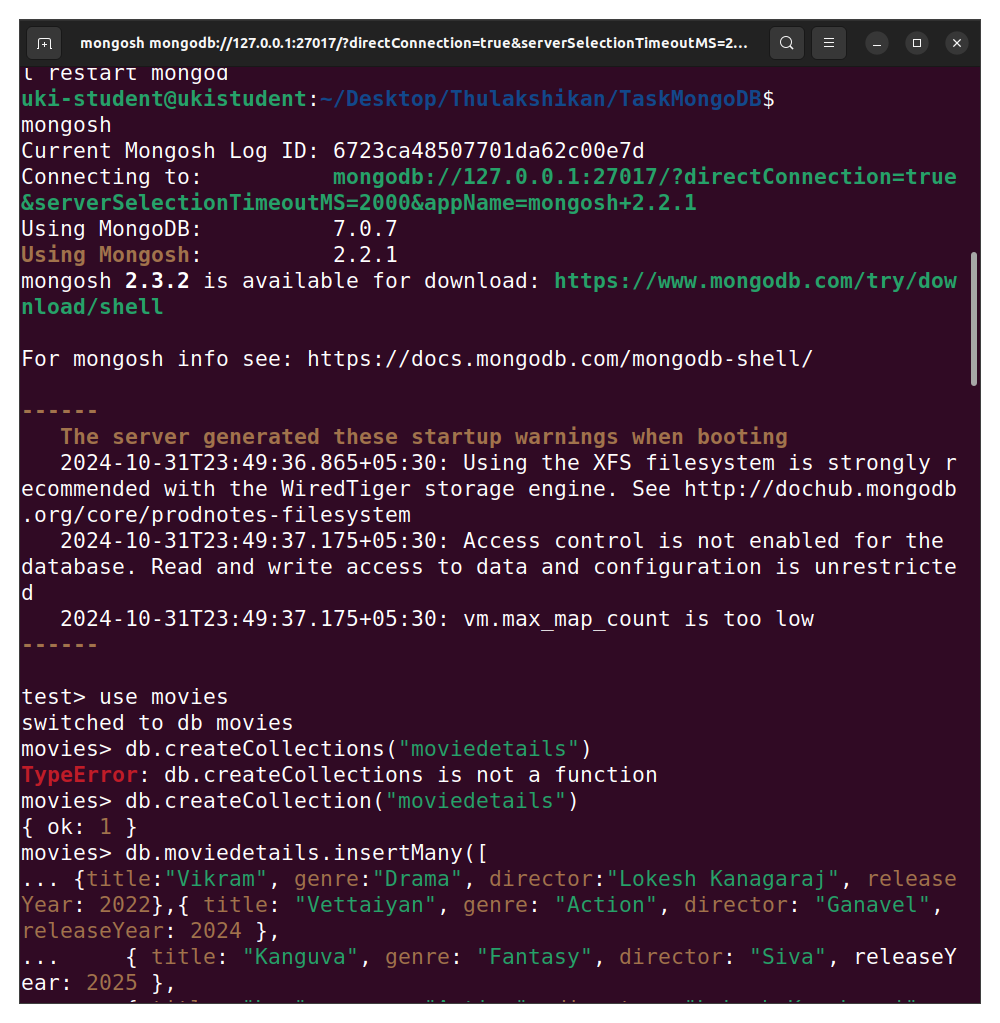 mongosh mongodb://127.0.0.1:27017/?directConnection=true&serverSelectionTimeoutMS=2...
l restart mongod
uki-student@ukistudent:~/Desktop/Thulakshikan/TaskMongoDB$
mongosh
Current Mongosh Log ID: 6723ca48507701da62c00e7d
Connecting to:          mongodb://127.0.0.1:27017/?directConnection=true
&serverSelectionTimeoutMS=2000&appName=mongosh+2.2.1
Using MongoDB:          7.0.7
Using Mongosh:          2.2.1
mongosh 2.3.2 is available for download: https://www.mongodb.com/try/dow
nload/shell
For mongosh info see: https://docs.mongodb.com/mongodb-shell/
------
   The server generated these startup warnings when booting
   2024-10-31T23:49:36.865+05:30: Using the XFS filesystem is strongly r
ecommended with the WiredTiger storage engine. See http://dochub.mongodb
.org/core/prodnotes-filesystem
   2024-10-31T23:49:37.175+05:30: Access control is not enabled for the
database. Read and write access to data and configuration is unrestricte
d
   2024-10-31T23:49:37.175+05:30: vm.max_map_count is too low
------
test> use movies
switched to db movies
movies> db.createCollections("moviedetails")
TypeError: db.createCollections is not a function
movies> db.createCollection("moviedetails")
{ ok: 1 }
movies> db.moviedetails.insertMany([
... {title:"Vikram", genre:"Drama", director:"Lokesh Kanagaraj", release
Year: 2022},{ title: "Vettaiyan", genre: "Action", director: "Ganavel",
releaseYear: 2024 },
...     { title: "Kanguva", genre: "Fantasy", director: "Siva", releaseY
ear: 2025 },